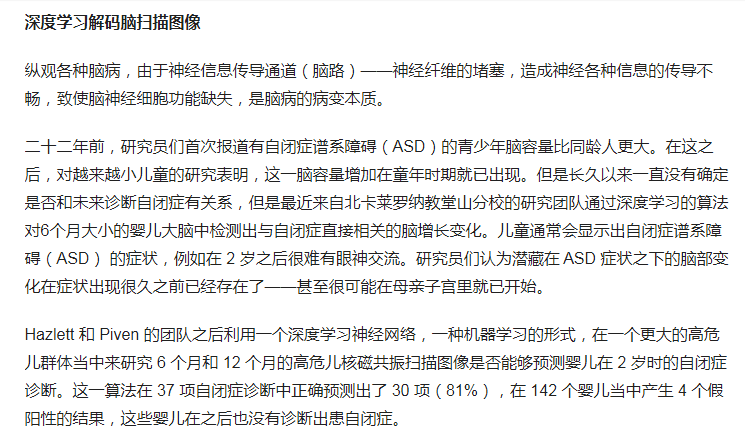 深度学习解码脑扫描图像
纵观各种脑病，由于神经信息传导通道（脑路）——神经纤维的堵塞，造成神经各种信息的传导不
畅，致使脑神经细胞功能缺失，是脑病的病变本质。
二十二年前，研究员们首次报道有自闭症谱系障碍（ASD）的青少年脑容量比同龄人更大。在这之
后，对越来越小儿童的研究表明，这一脑容量增加在童年时期就已出现。但是长久以来一直没有确定
是否和未来诊断自闭症有关系，但是最近来自北卡莱罗纳教堂山分校的研究团队通过深度学习的算法
对6个月大小的婴儿大脑中检测出与自闭症直接相关的脑增长变化。儿童通常会显示出自闭症谱系障
碍（ASD） 的症状，例如在 2 岁之后很难有眼神交流。研究员们认为潜藏在 ASD 症状之下的脑部变
化在症状出现很久之前已经存在了——甚至很可能在母亲子宫里就已开始。
Hazlett 和 Piven 的团队之后利用一个深度学习神经网络，一种机器学习的形式，在一个更大的高危
儿群体当中来研究 6 个月和 12 个月的高危儿核磁共振扫描图像是否能够预测婴儿在 2 岁时的自闭症
诊断。这一算法在 37 项自闭症诊断中正确预测出了 30 项（81%），在 142 个婴儿当中产生 4 个假
阳性的结果，这些婴儿在之后也没有诊断出患自闭症。